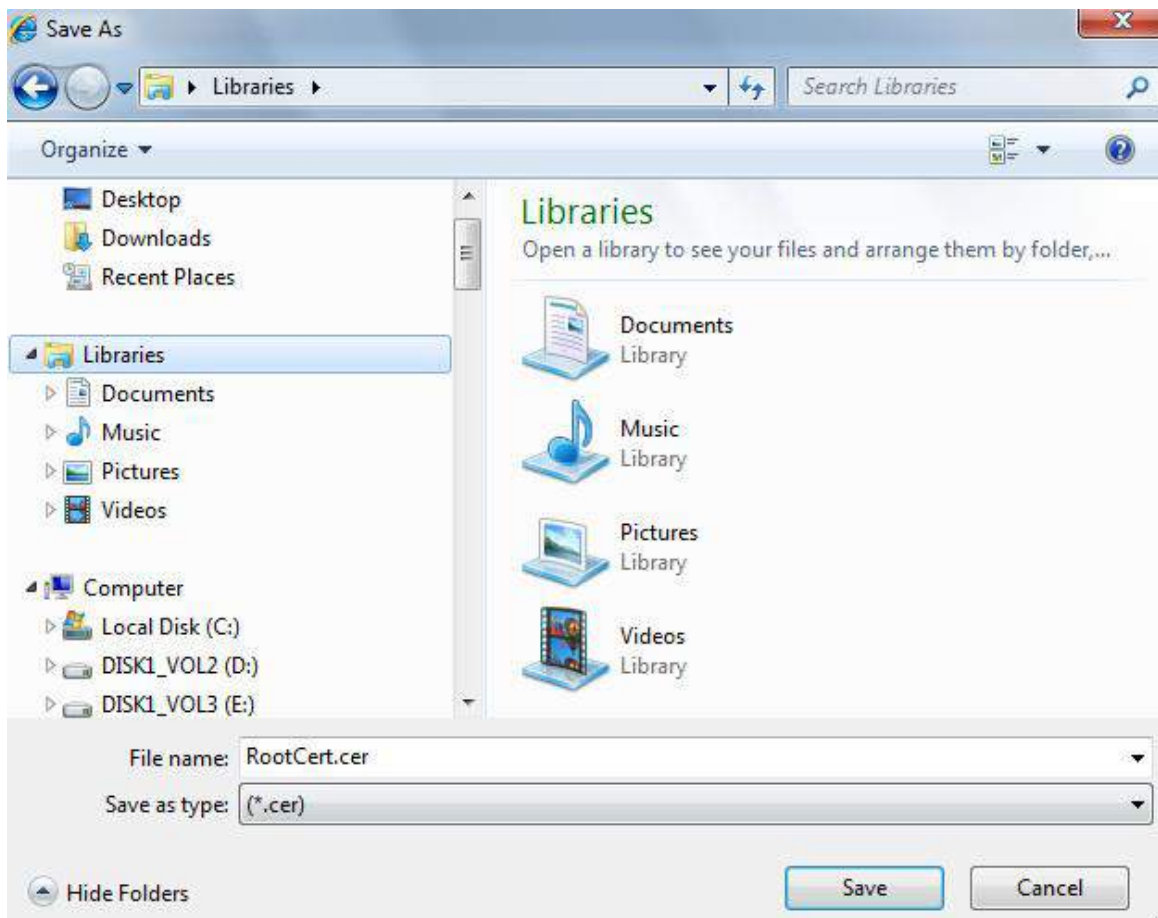 Save As
Libraries
Search Libraries
Organize
Desktop
Downloads
Recent Places
Libraries
Documents
Music
Pictures
Videos
Computer
Local Disk (C:)
DISK1_VOL2 (D:)
DISK1_VOL3 (E:)
Libraries
Open a library to see your files and arrange them by folder,...
Documents
Library
Music
Library
Pictures
Library
Videos
Library
File name: RootCert.cer
Save as type: (*.cer)
Hide Folders
Save
Cancel